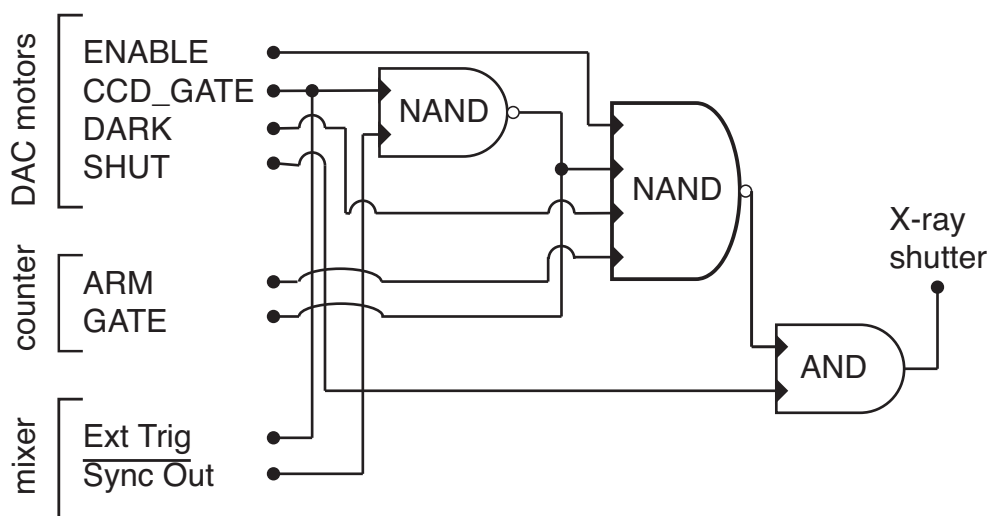 DAC motors
ENABLE
CCD_GATE
DARK
SHUT
NAND
NAND
X-ray
shutter
counter
ARM
GATE
AND
mixer
Ext Trig
Sync Out